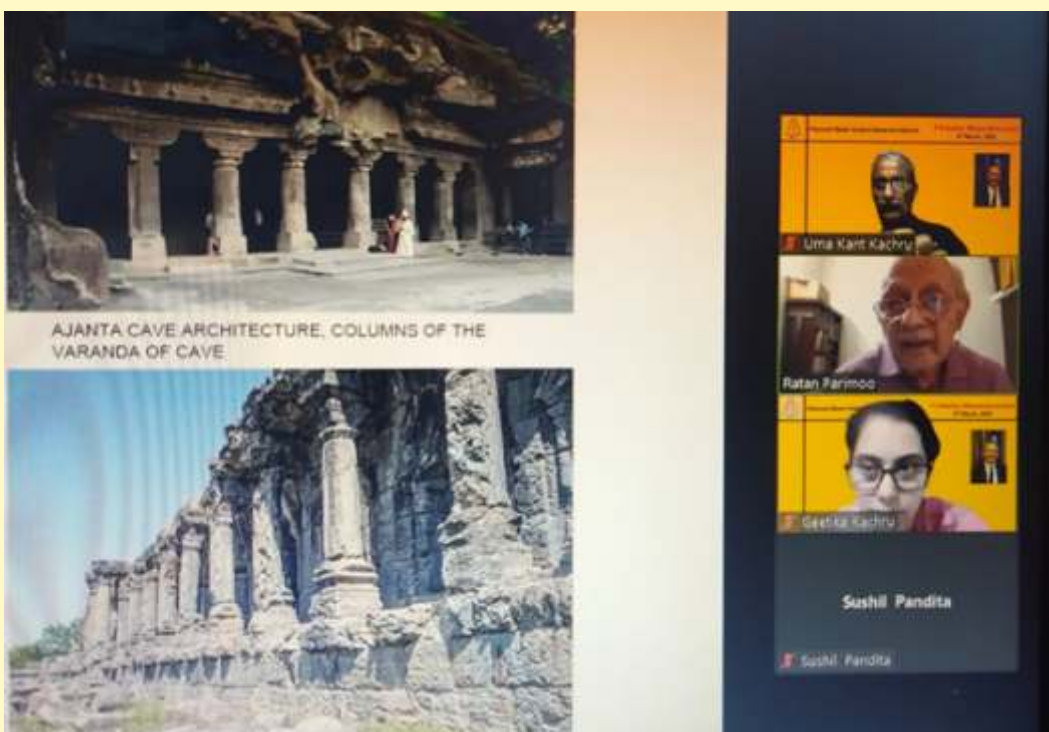 AJANTA CAVE ARCHITECTURE, COLUMNS OF THE
VARANDA OF CAVE
Uma Kant Kachru
Ratan Parimoo
Geetika Kachru
Sushil Pandita
Sushil Pandita